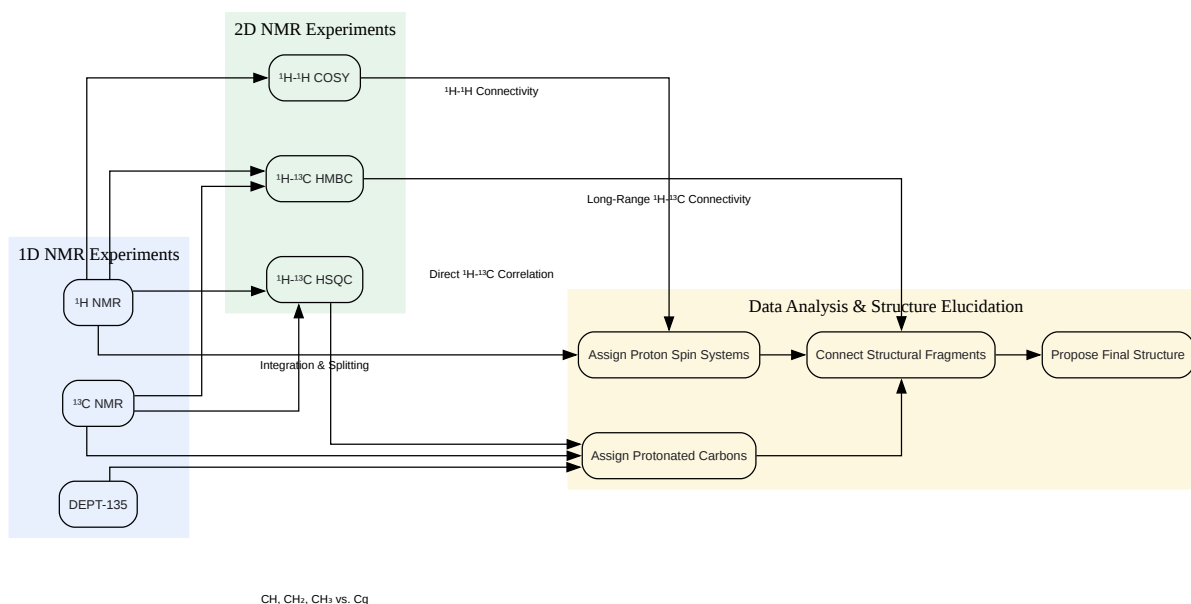 2D NMR Experiments
¹H-¹H COSY
¹H-¹H Connectivity
¹H-¹³C HMBC
Long-Range ¹H-¹³C Connectivity
1D NMR Experiments
¹H-¹³C HSQC
Direct ¹H-¹³C Correlation
¹H NMR
Data Analysis & Structure Elucidation
Integration & Splitting
Assign Proton Spin Systems
Connect Structural Fragments
Propose Final Structure
¹³C NMR
Assign Protonated Carbons
DEPT-135
CH, CH₂, CH₃ vs. Cq